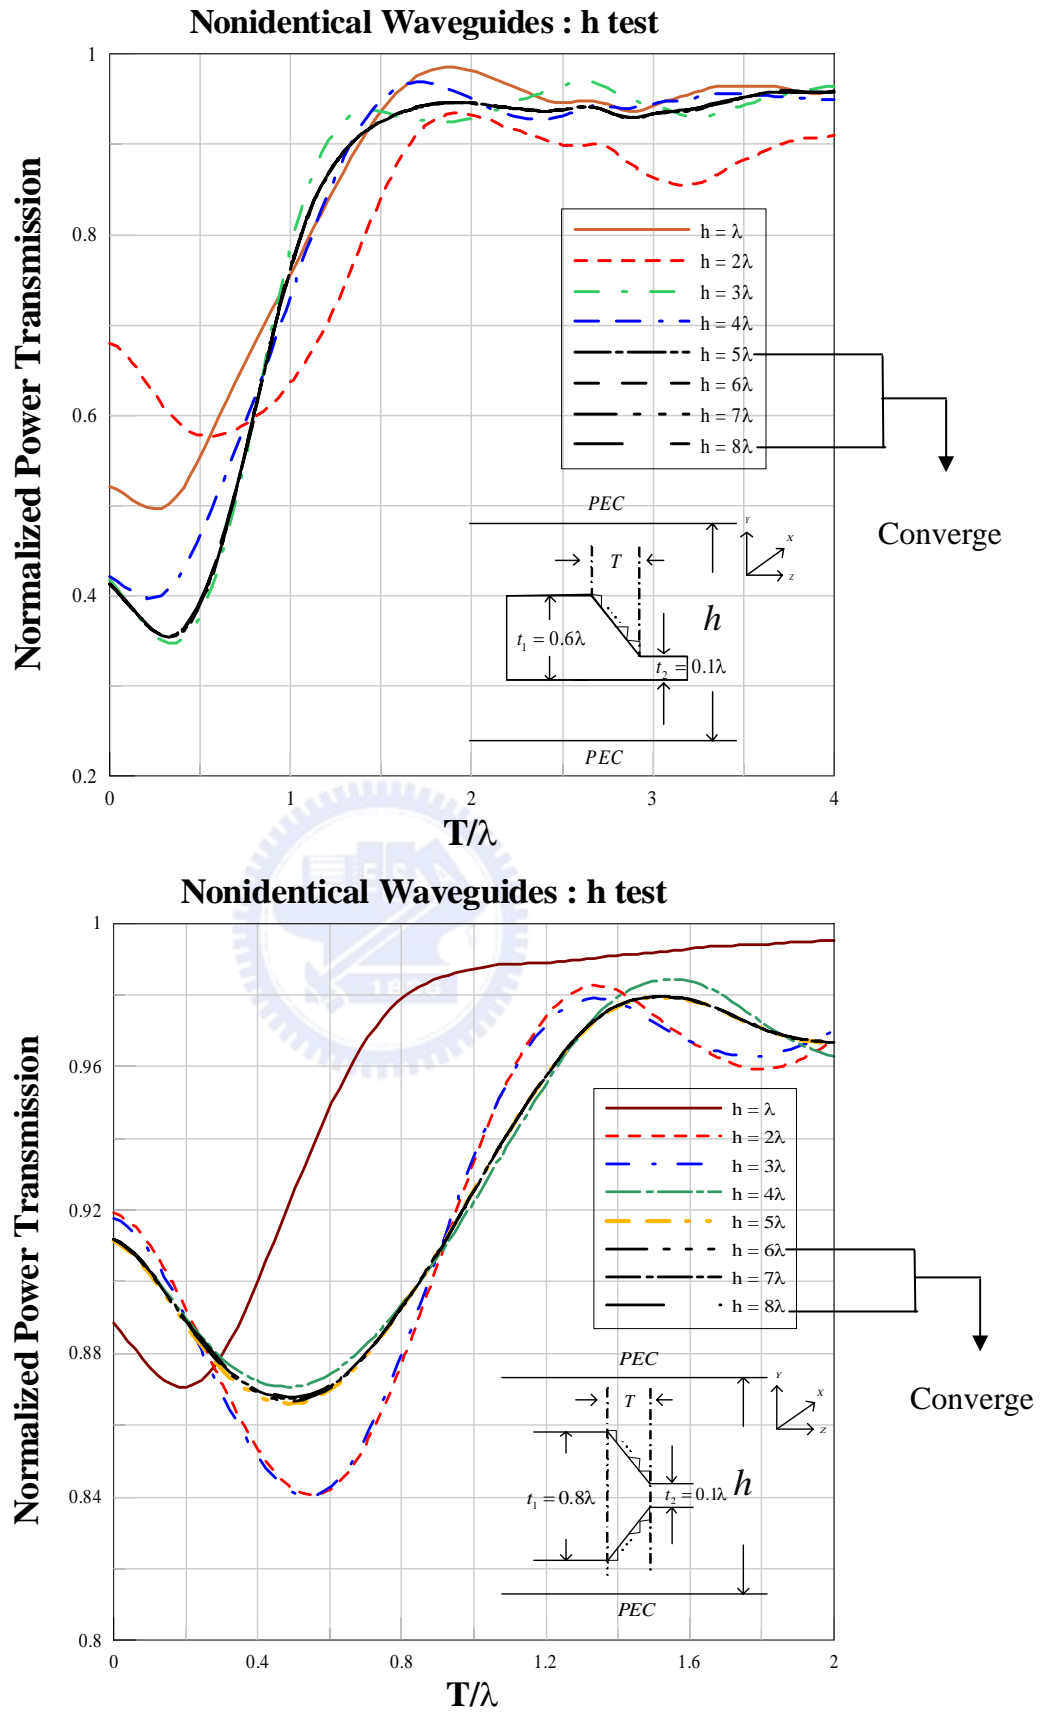 Nonidentical Waveguides : h test
Normalized Power Transmission
1
0.8
0.6
0.4
0.2
h = λ
h = 2λ
h = 3λ
h = 4λ
h = 5λ
h = 6λ
h = 7λ
h = 8λ
Converge
PEC
T
t₁ = 0.6λ
t₂ = 0.1λ
h
Y
X
Z
PEC
0 1 2 3 4
T/λ
Nonidentical Waveguides : h test
Normalized Power Transmission
1
0.96
0.92
0.88
0.84
0.8
h = λ
h = 2λ
h = 3λ
h = 4λ
h = 5λ
h = 6λ
h = 7λ
h = 8λ
Converge
PEC
T
t₁ = 0.8λ
t₂ = 0.1λ
h
Y
X
Z
PEC
0 0.4 0.8 1.2 1.6 2
T/λ